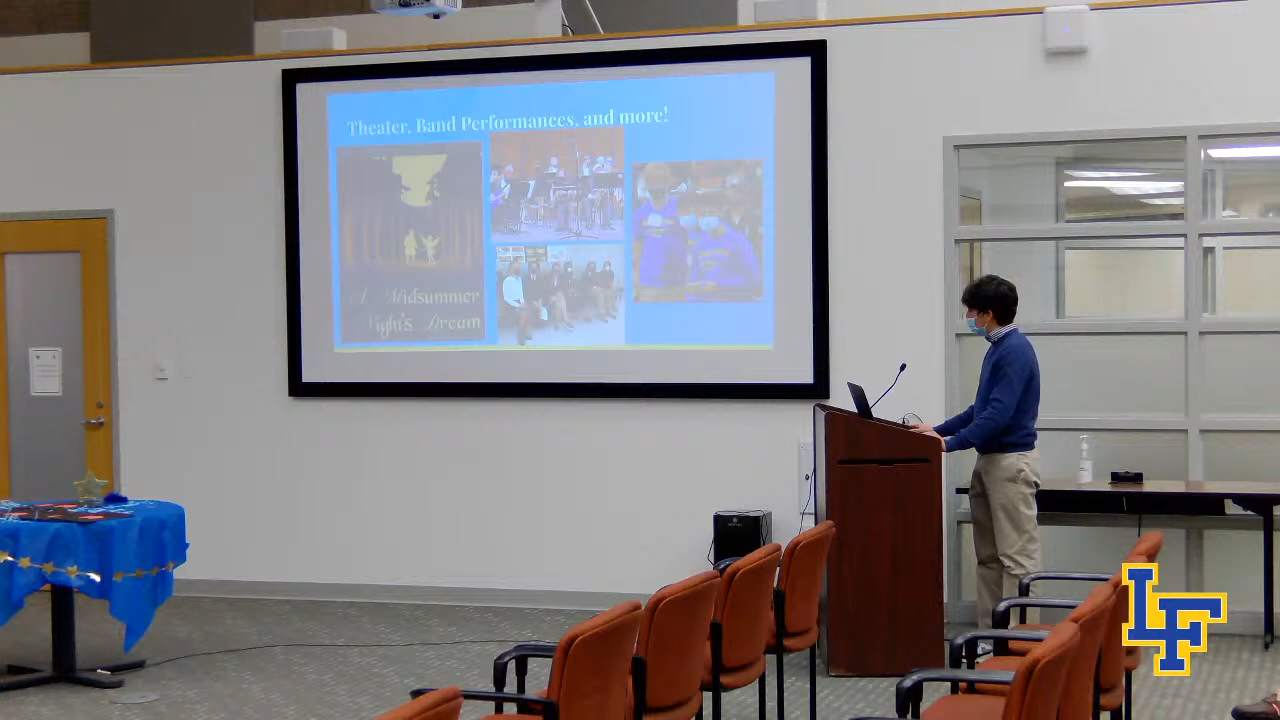 Theater, Band Performances, and more!
A Midsummer
Night's Dream
LF